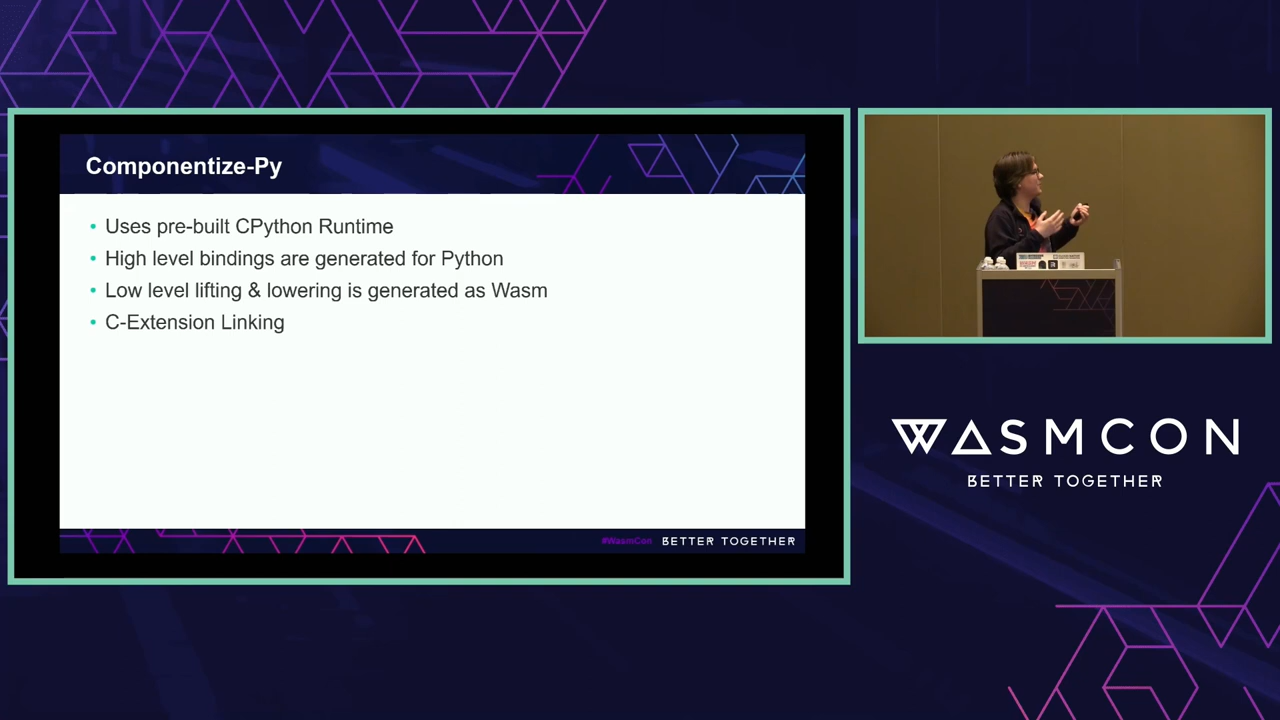 Componentize-Py
• Uses pre-built CPython Runtime
• High level bindings are generated for Python
• Low level lifting & lowering is generated as Wasm
• C-Extension Linking
#WasmCon BETTER TOGETHER
WASMCON
BETTER TOGETHER